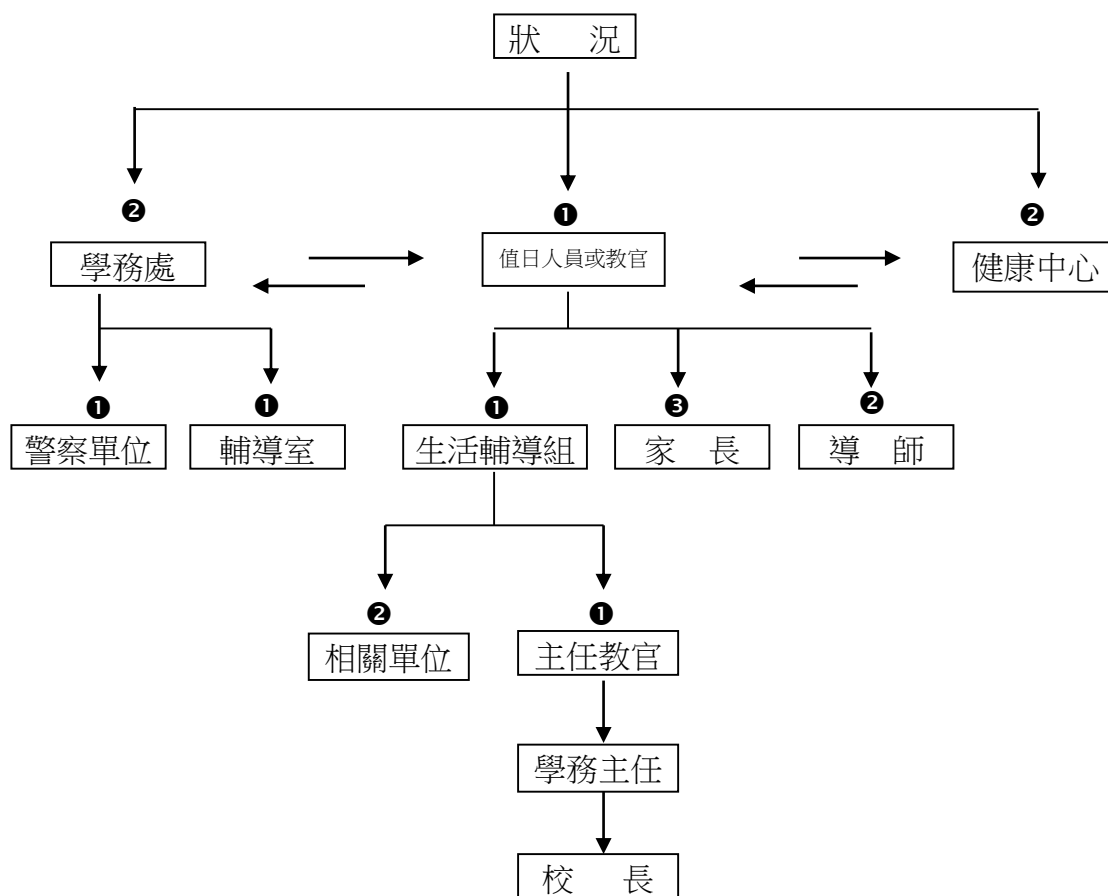 狀 況
❷ ❶ ❷
學務處 值日人員或教官 健康中心
❶ ❶ ❶ ❸ ❷
警察單位 輔導室 生活輔導組 家 長 導 師
❷ ❶
相關單位 主任教官
學務主任
校 長